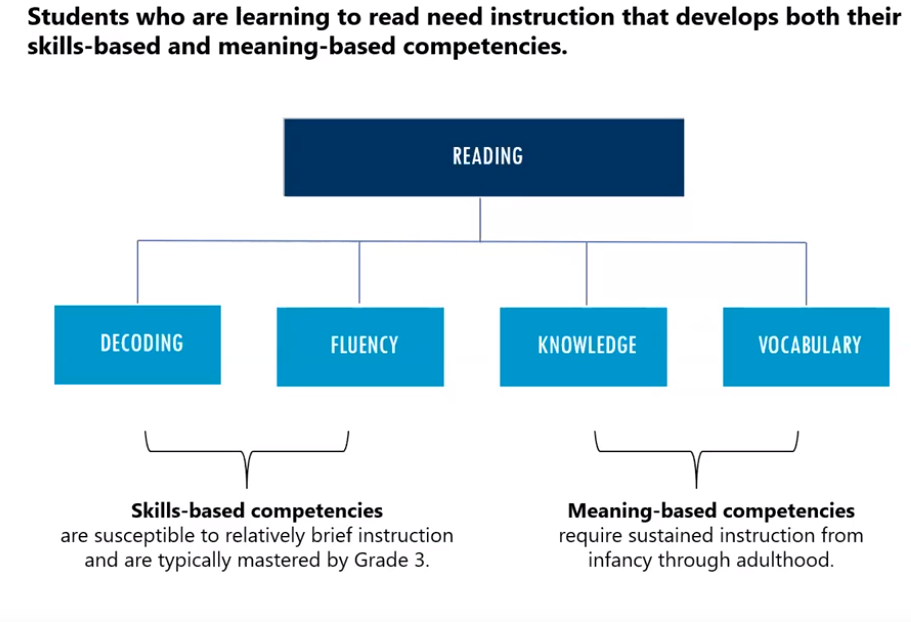 Students who are learning to read need instruction that develops both their
skills-based and meaning-based competencies.
READING
DECODING
FLUENCY
KNOWLEDGE
VOCABULARY
Skills-based competencies
are susceptible to relatively brief instruction
and are typically mastered by Grade 3.
Meaning-based competencies
require sustained instruction from
infancy through adulthood.